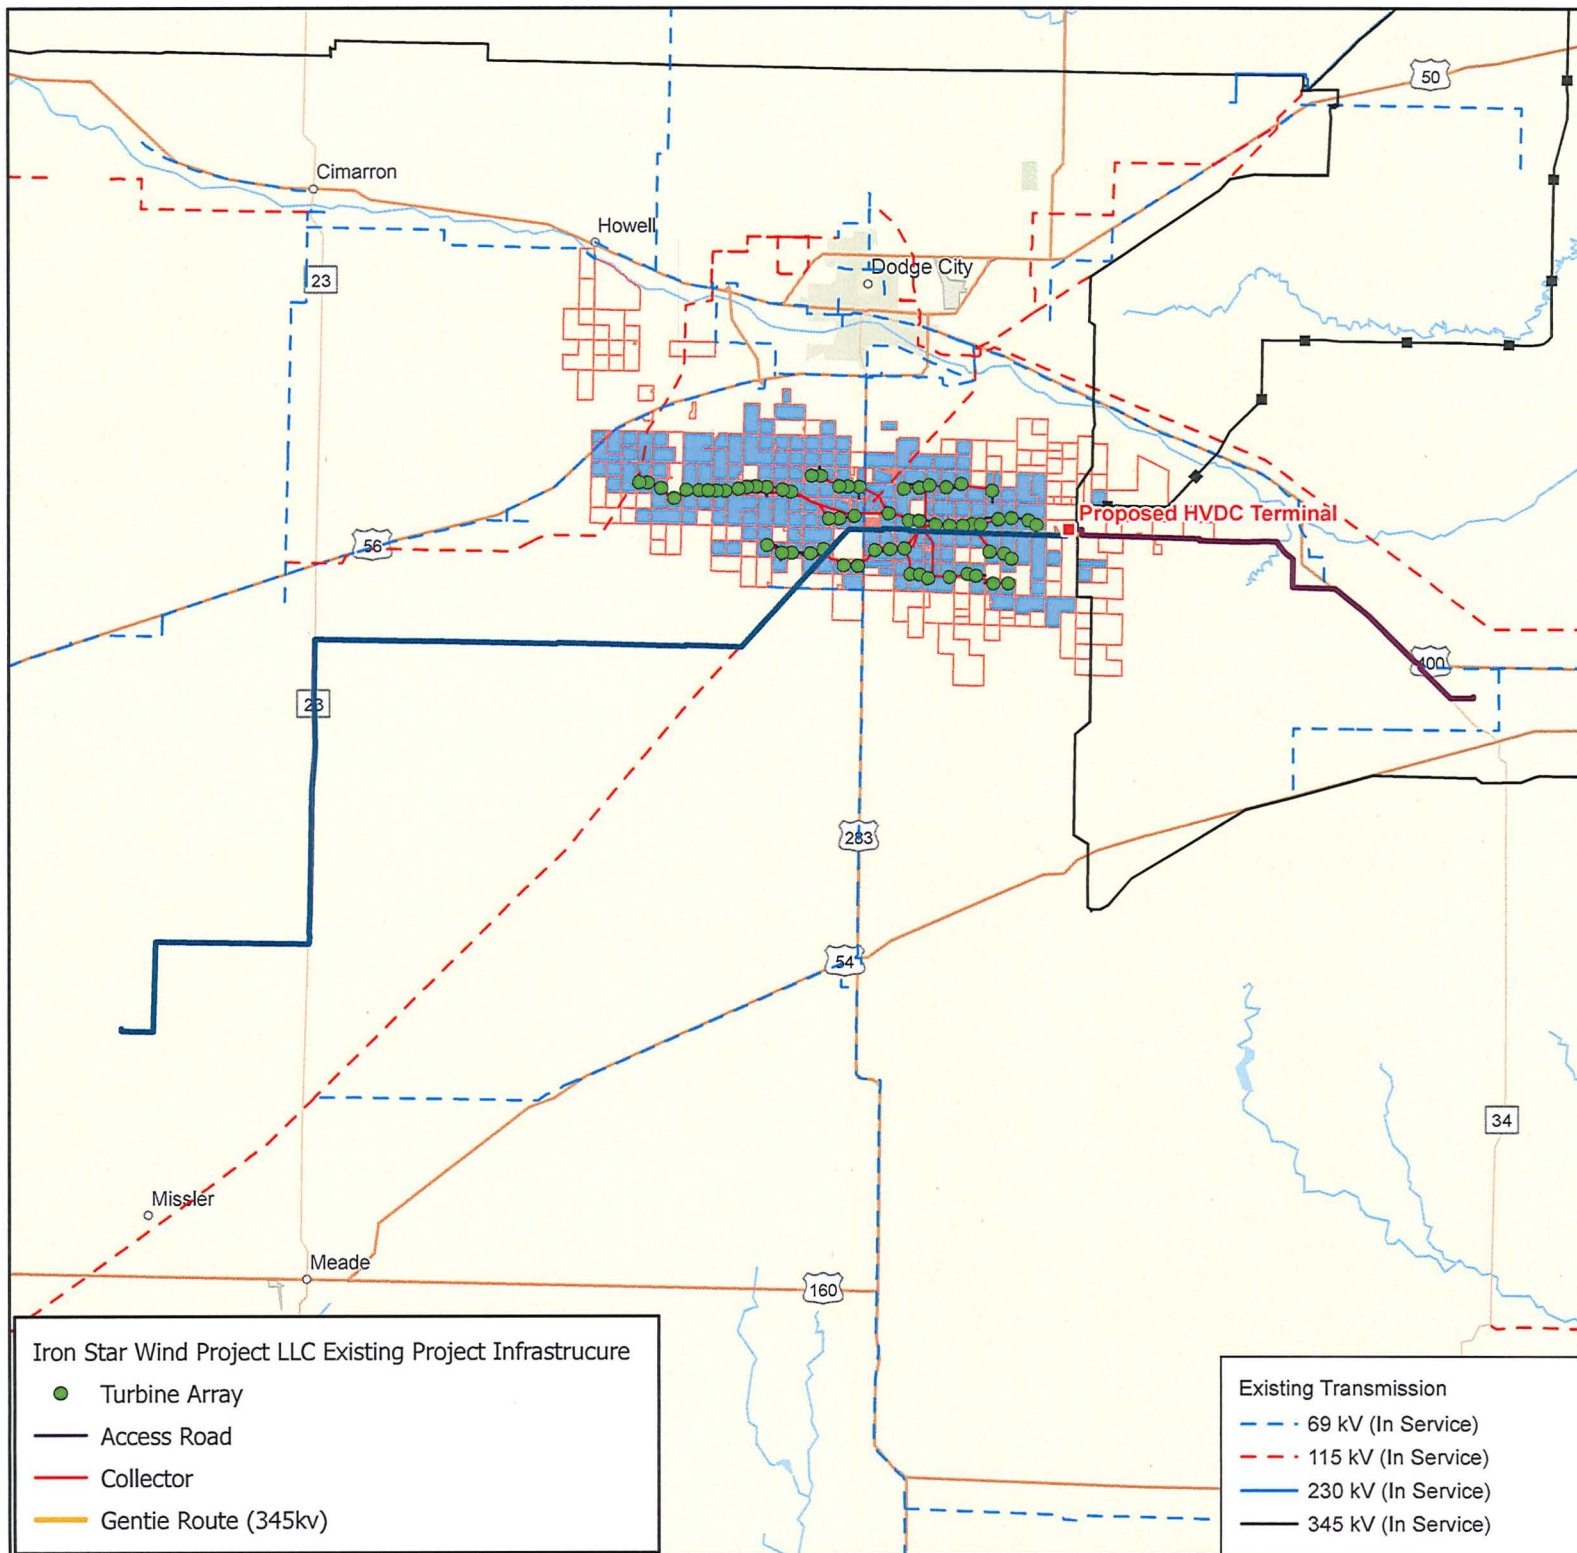 50
Cimarron
Howell
Dodge City
23
Proposed HVDC Terminal
56
400
23
283
54
34
Missler
Meade
160
Iron Star Wind Project LLC Existing Project Infrastrucure
Turbine Array
Access Road
Collector
Gentie Route (345kv)
Existing Transmission
69 kV (In Service)
115 kV (In Service)
230 kV (In Service)
345 kV (In Service)